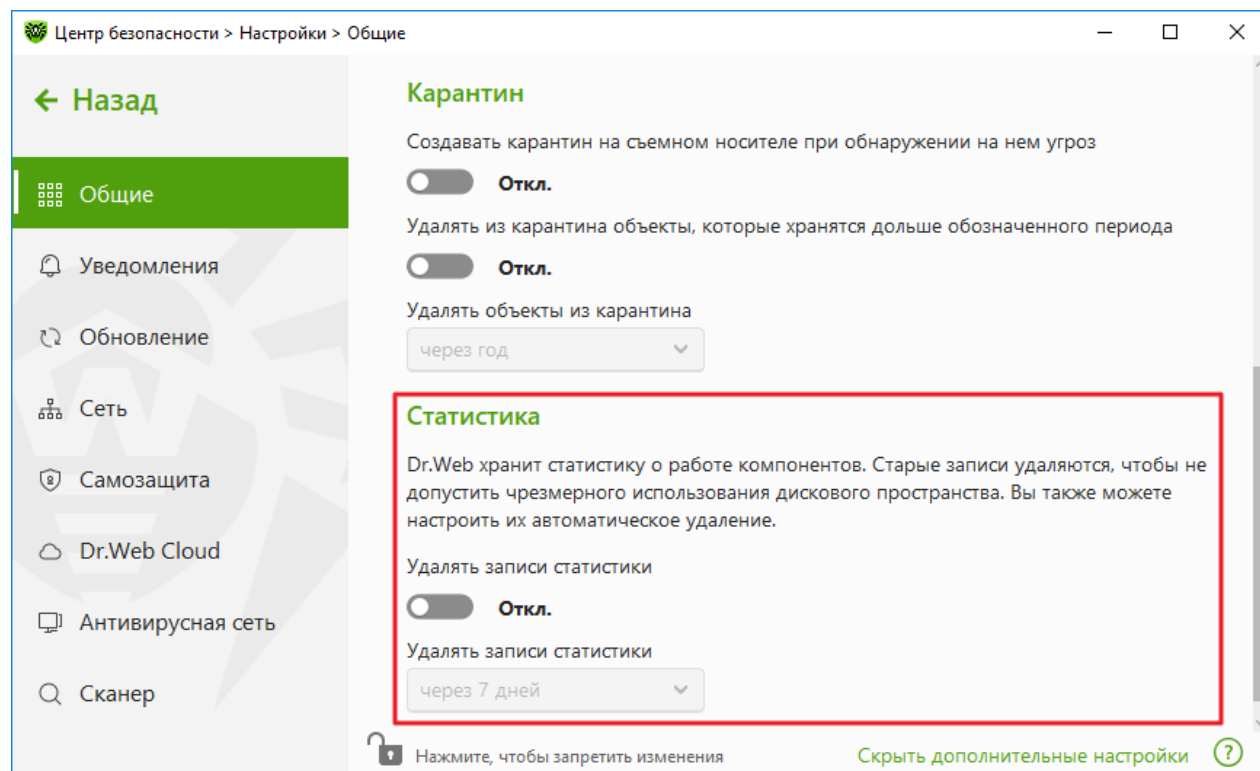 Центр безопасности > Настройки > Общие
Назад
Общие
Уведомления
Обновление
Сеть
Самозащита
Dr.Web Cloud
Антивирусная сеть
Сканер
Карантин
Создавать карантин на съемном носителе при обнаружении на нем угроз
Откл.
Удалять из карантина объекты, которые хранятся дольше обозначенного периода
Откл.
Удалять объекты из карантина
через год
Статистика
Dr.Web хранит статистику о работе компонентов. Старые записи удаляются, чтобы не
допустить чрезмерного использования дискового пространства. Вы также можете
настроить их автоматическое удаление.
Удалять записи статистики
Откл.
Удалять записи статистики
через 7 дней
Нажмите, чтобы запретить изменения
Скрыть дополнительные настройки
?